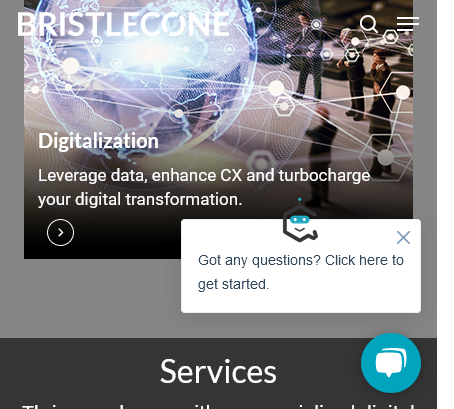 BRISTLECONE
Digitalization
Leverage data, enhance CX and turbocharge
your digital transformation.
Got any questions? Click here to
get started.
Services